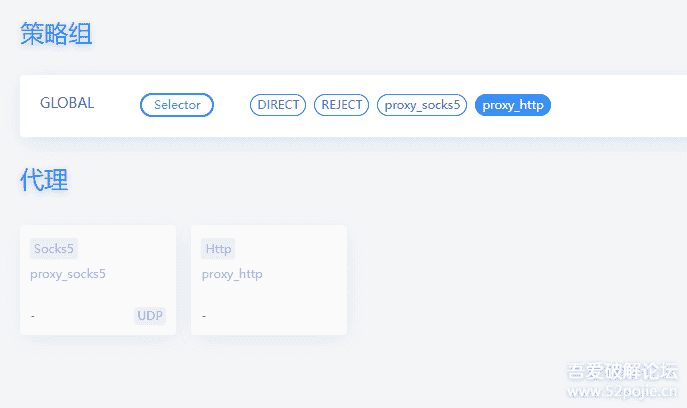 策略组
GLOBAL Selector DIRECT REJECT proxy_socks5 proxy_http
代理
Socks5 Http
proxy_socks5 proxy_http
- UDP -
吾爱破解论坛
www.52pojie.cn